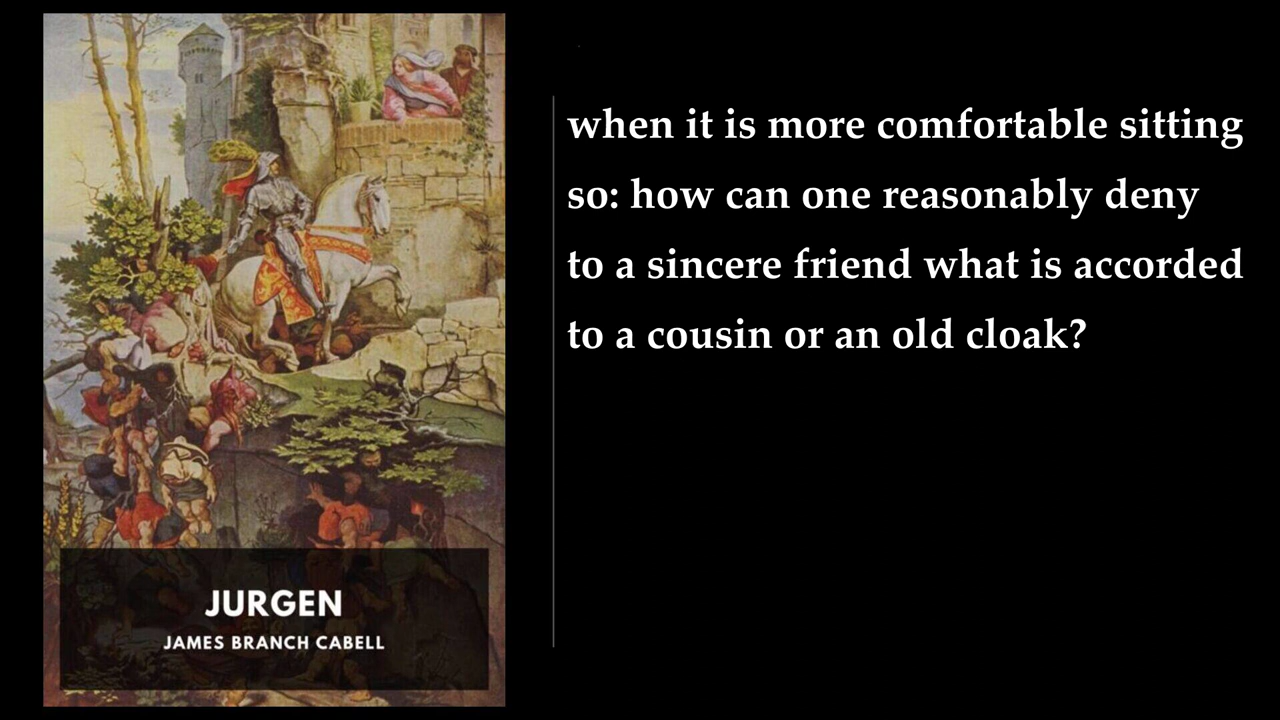 when it is more comfortable sitting
so: how can one reasonably deny
to a sincere friend what is accorded
to a cousin or an old cloak?
JURGEN
JAMES BRANCH CABELL